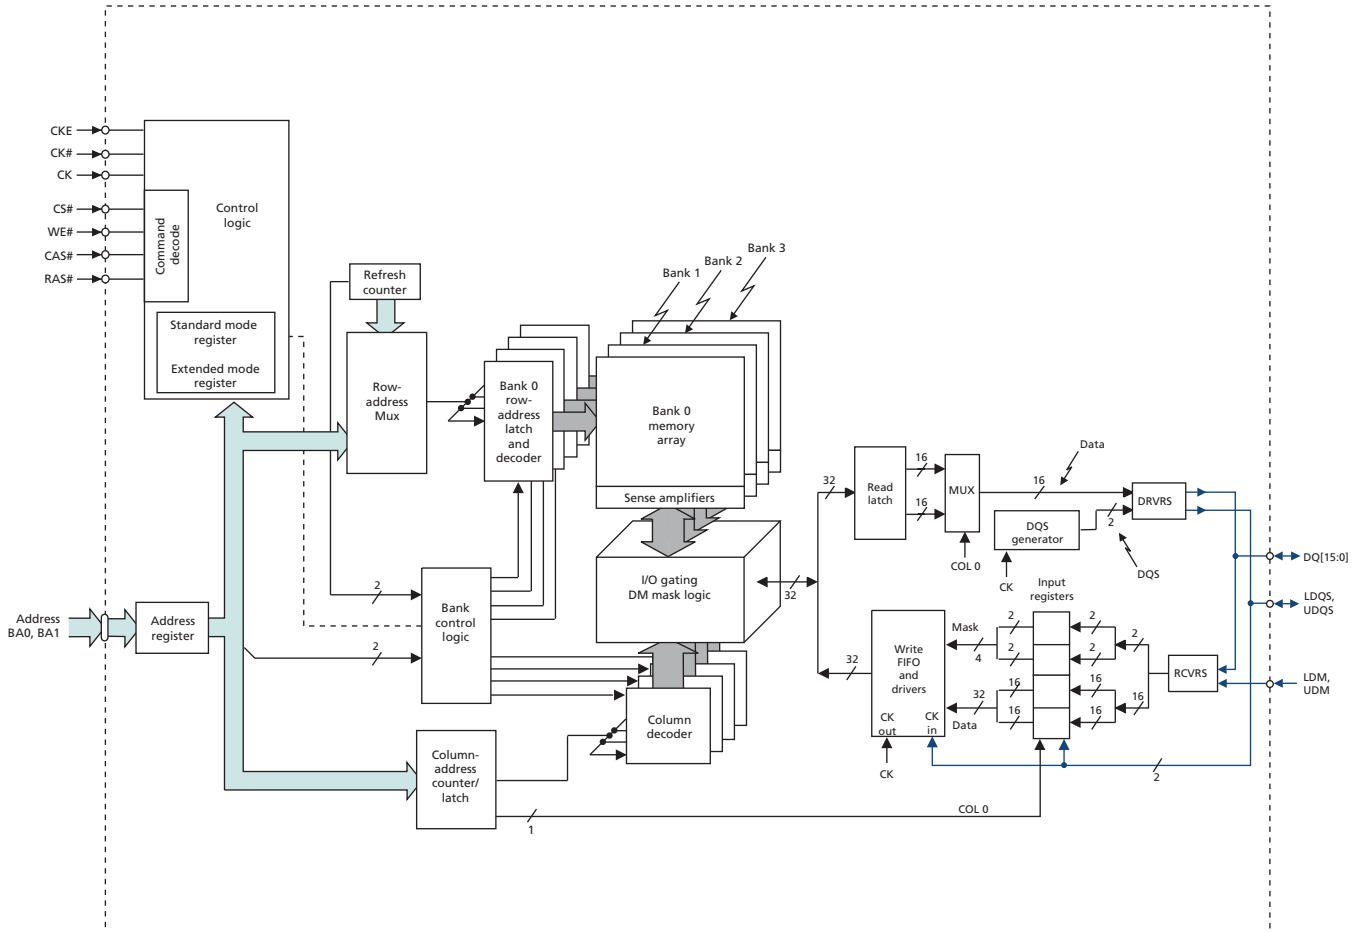 CKE
CK#
CK
CS#
WE#
CAS#
RAS#
Command
decode
Control
logic
Standard mode
register
Extended mode
register
Refresh
counter
Row-
address
Mux
Bank 0
row-
address
latch
and
decoder
Bank 1
Bank 2
Bank 3
Bank 0
memory
array
Sense amplifiers
I/O gating
DM mask logic
32
Address
BA0, BA1
Address
register
2
2
Bank
control
logic
Column-
address
counter/
latch
Column
decoder
1
COL 0
32
Read
latch
16
16
MUX
COL 0
16
Data
DQS
generator
CK
2
DQS
DRVRS
DQ[15:0]
LDQS,
UDQS
LDM,
UDM
Input
registers
32
Write
FIFO
and
drivers
CK
out
CK
in
CK
Mask
4
32
Data
2
2
16
16
2
2
16
16
2
16
RCVRS
2